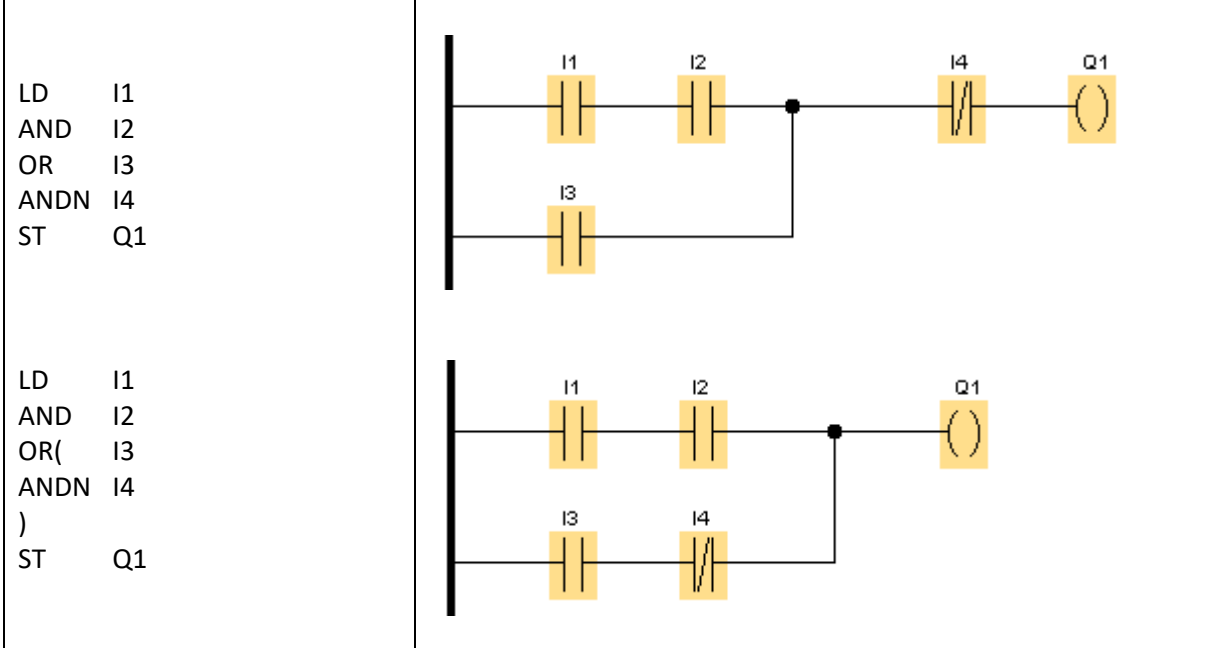 LD I1
AND I2
OR I3
ANDN I4
ST Q1
I1 I2 I4 Q1
I3
LD I1
AND I2
OR( I3
ANDN I4
)
ST Q1
I1 I2 Q1
I3 I4